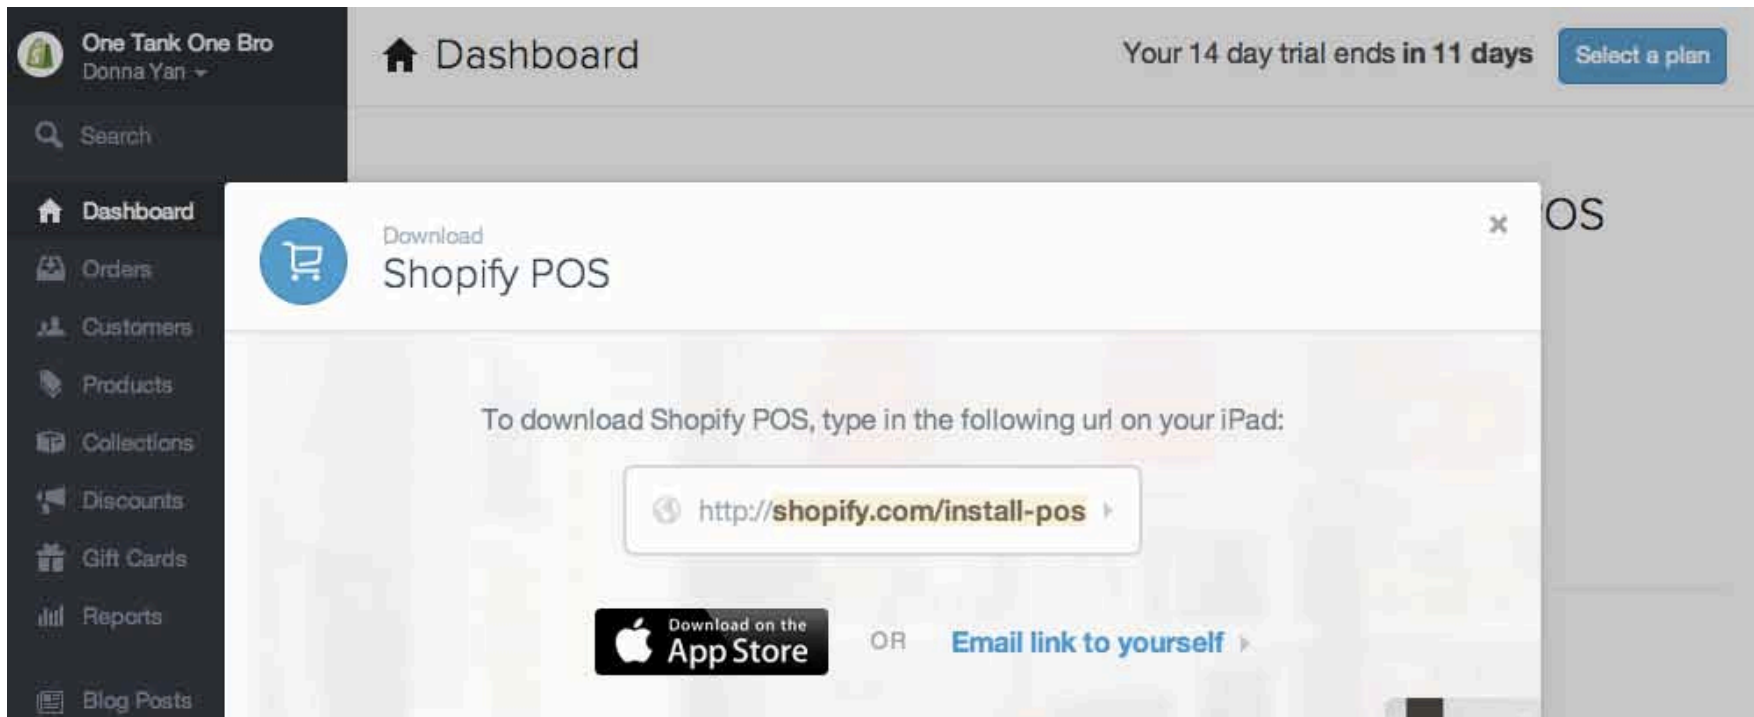 One Tank One Bro
Donna Yan
Search
Dashboard
Orders
Customers
Products
Collections
Discounts
Gift Cards
Reports
Blog Posts
Dashboard
Your 14 day trial ends in 11 days
Select a plan
OS
Download
Shopify POS
×
To download Shopify POS, type in the following url on your iPad:
http://shopify.com/install-pos
Download on the
App Store
OR
Email link to yourself